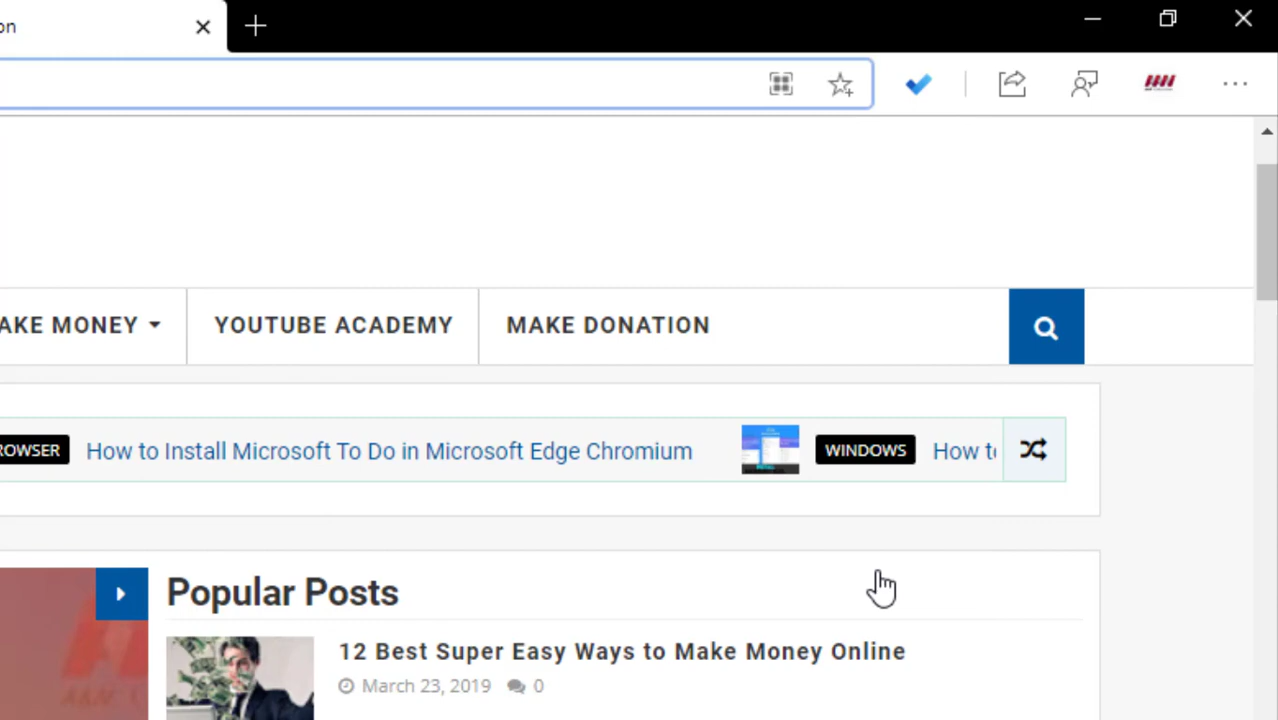 on
AKE MONEY
YOUTUBE ACADEMY
MAKE DONATION
ROWSER
How to Install Microsoft To Do in Microsoft Edge Chromium
WINDOWS
How to
Popular Posts
12 Best Super Easy Ways to Make Money Online
March 23, 2019
0